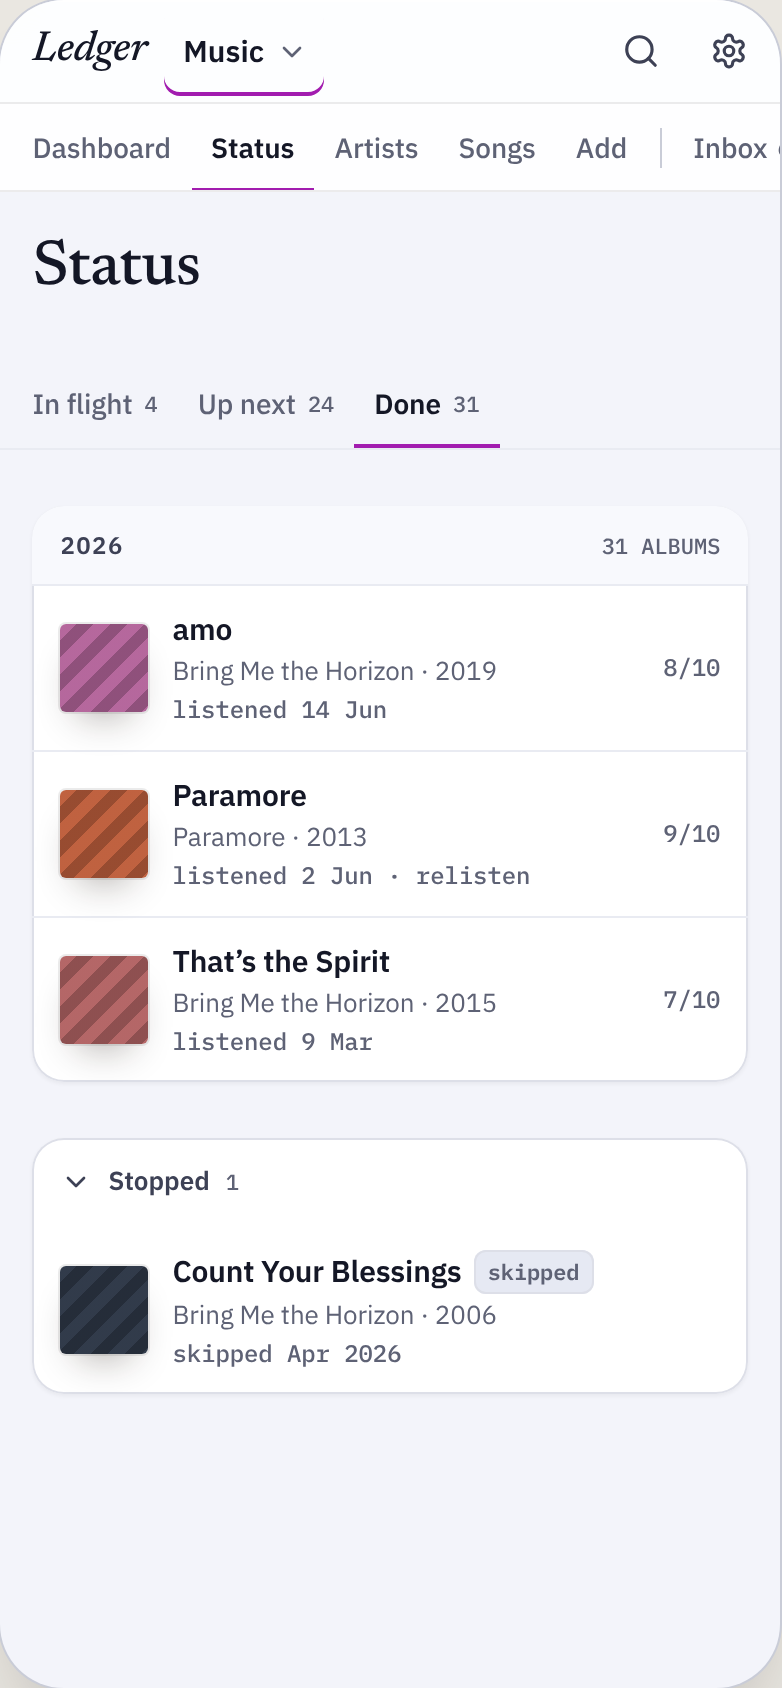 Ledger Music
Dashboard Status Artists Songs Add Inbox
Status
In flight 4 Up next 24 Done 31
2026 31 ALBUMS
amo
Bring Me the Horizon · 2019
8/10
listened 14 Jun
Paramore
Paramore · 2013
9/10
listened 2 Jun · relisten
That’s the Spirit
Bring Me the Horizon · 2015
7/10
listened 9 Mar
Stopped 1
Count Your Blessings skipped
Bring Me the Horizon · 2006
skipped Apr 2026